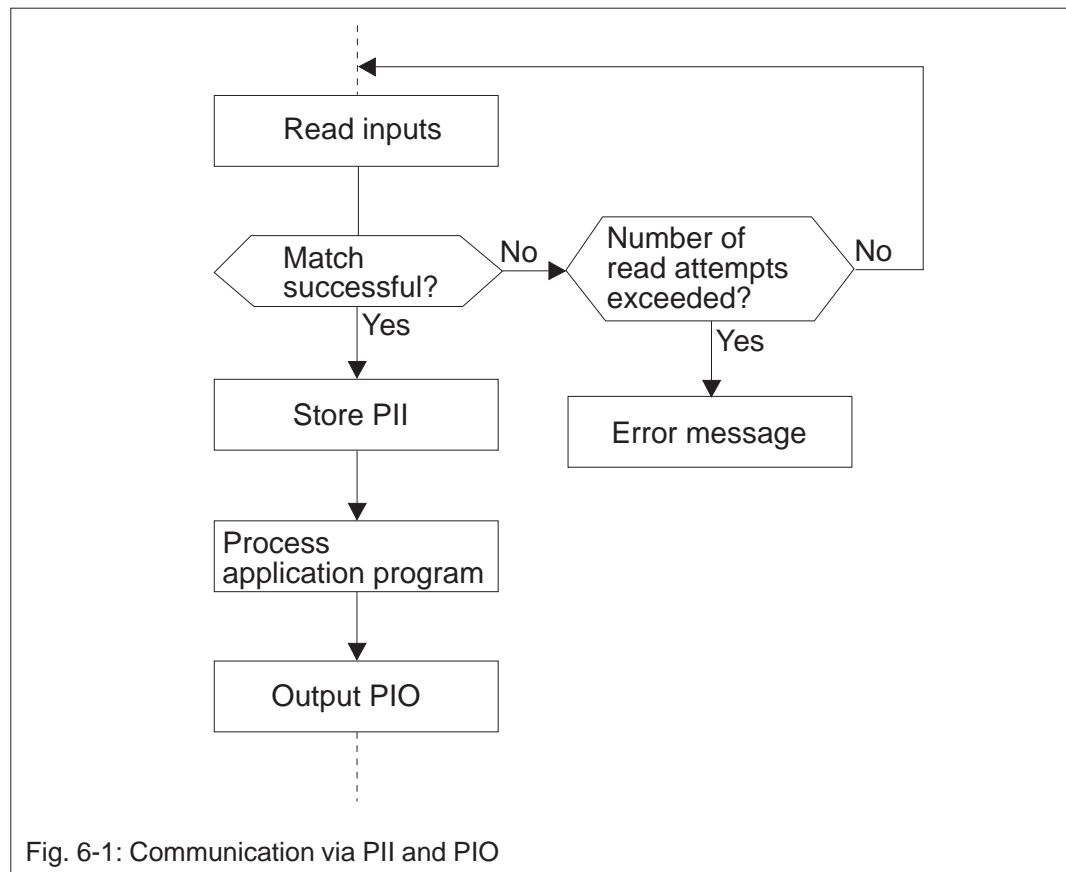 Read inputs
Match
successful?
No
Number of
read attempts
exceeded?
No
Yes
Yes
Store PII
Error message
Process
application program
Output PIO
Fig. 6-1: Communication via PII and PIO